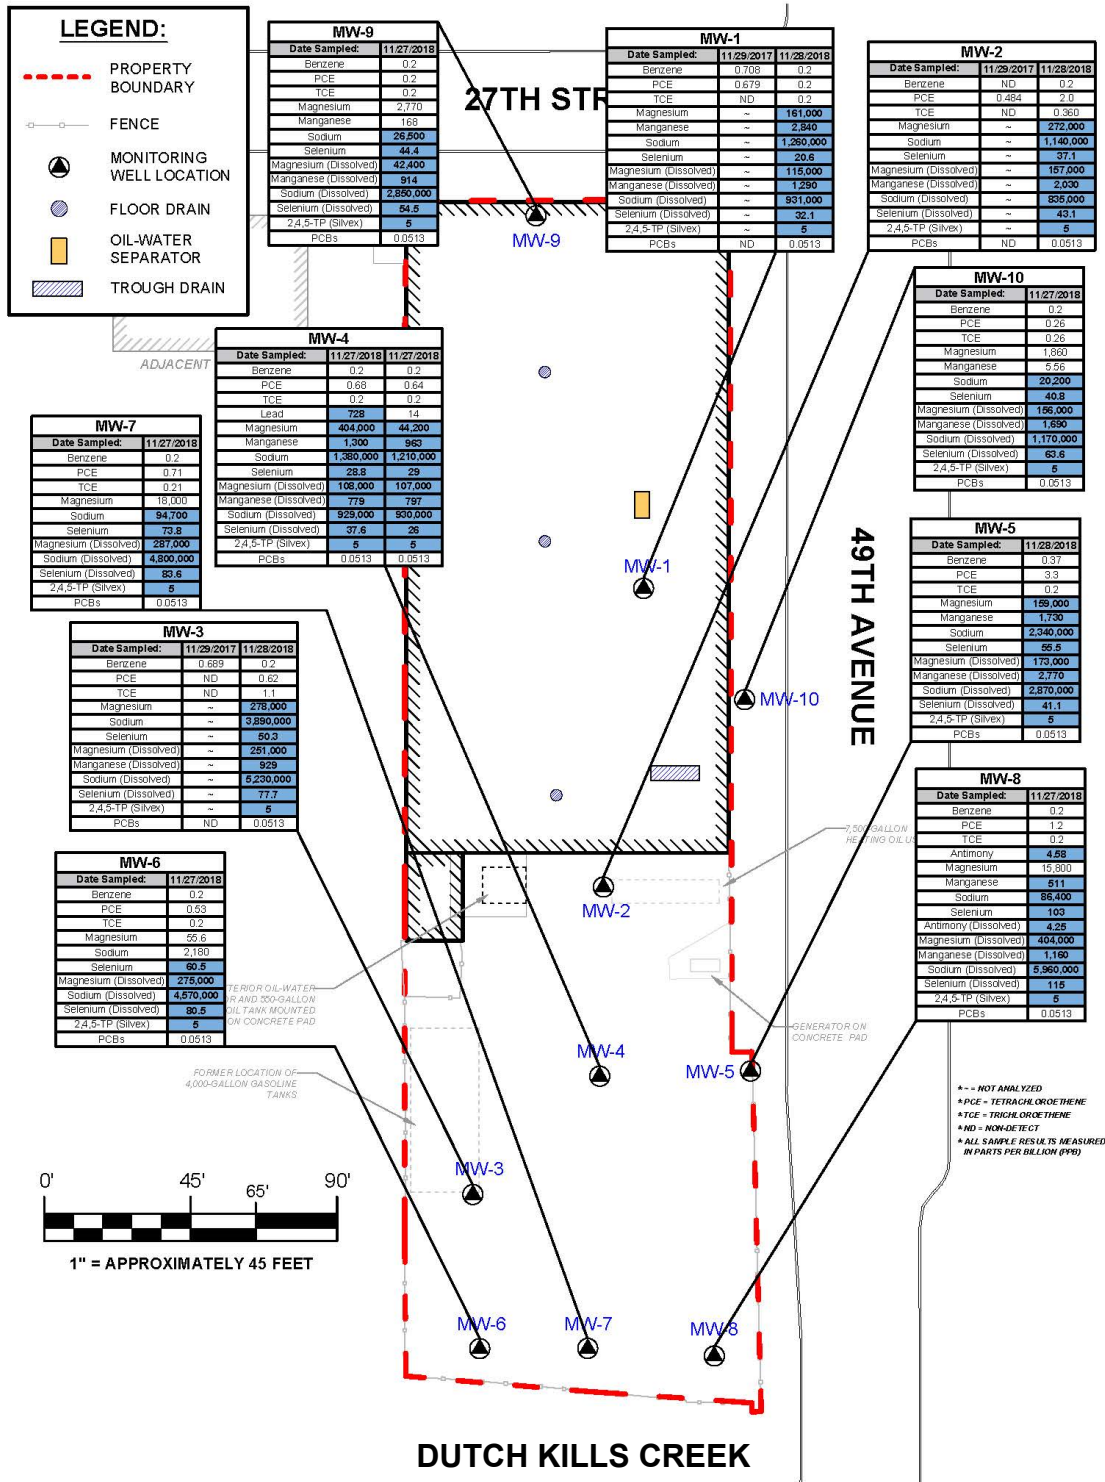 LEGEND:
PROPERTY
BOUNDARY
FENCE
MONITORING
WELL LOCATION
FLOOR DRAIN
OIL-WATER
SEPARATOR
TROUGH DRAIN
MW-9
Date Sampled: 11/27/2018
Benzene 0.2
PCE 0.2
TCE 0.2
Magnesium 2,770
Manganese 168
Sodium 26,500
Selenium 44.4
Magnesium (Dissolved) 42,400
Manganese (Dissolved) 914
Sodium (Dissolved) 2,850,000
Selenium (Dissolved) 54.5
2,4,5-TP (Silvex) 5
PCBs 0.0513
27TH STR
MW-1
Date Sampled: 11/29/2017 11/28/2018
Benzene 0.708 0.2
PCE 0.679 0.2
TCE ND 0.2
Magnesium ~ 161,000
Manganese ~ 2,840
Sodium ~ 1,260,000
Selenium ~ 20.6
Magnesium (Dissolved) ~ 115,000
Manganese (Dissolved) ~ 1,290
Sodium (Dissolved) ~ 931,000
Selenium (Dissolved) ~ 32.1
2,4,5-TP (Silvex) ~ 5
PCBs ND 0.0513
MW-2
Date Sampled: 11/29/2017 11/28/2018
Benzene ND 0.2
PCE 0.484 2.0
TCE ND 0.360
Magnesium ~ 272,000
Sodium ~ 1,140,000
Selenium ~ 37.1
Magnesium (Dissolved) ~ 157,000
Manganese (Dissolved) ~ 2,030
Sodium (Dissolved) ~ 835,000
Selenium (Dissolved) ~ 43.1
2,4,5-TP (Silvex) ~ 5
PCBs ND 0.0513
MW-10
Date Sampled: 11/27/2018
Benzene 0.2
PCE 0.26
TCE 0.26
Magnesium 1,860
Manganese 5.56
Sodium 20,200
Selenium 40.8
Magnesium (Dissolved) 156,000
Manganese (Dissolved) 1,690
Sodium (Dissolved) 1,170,000
Selenium (Dissolved) 63.6
2,4,5-TP (Silvex) 5
PCBs 0.0513
MW-4
Date Sampled: 11/27/2018 11/27/2018
Benzene 0.2 0.2
PCE 0.68 0.64
TCE 0.2 0.2
Lead 728 14
Magnesium 404,000 44,200
Manganese 1,300 963
Sodium 1,380,000 1,210,000
Selenium 28.8 29
Magnesium (Dissolved) 108,000 107,000
Manganese (Dissolved) 779 797
Sodium (Dissolved) 929,000 930,000
Selenium (Dissolved) 37.6 26
2,4,5-TP (Silvex) 5 5
PCBs 0.0513 0.0513
ADJACENT
MW-7
Date Sampled: 11/27/2018
Benzene 0.2
PCE 0.71
TCE 0.21
Magnesium 18,000
Sodium 94,700
Selenium 73.8
Magnesium (Dissolved) 287,000
Sodium (Dissolved) 4,800,000
Selenium (Dissolved) 83.6
2,4,5-TP (Silvex) 5
PCBs 0.0513
MW-5
Date Sampled: 11/28/2018
Benzene 0.37
PCE 3.3
TCE 0.2
Magnesium 159,000
Manganese 1,730
Sodium 2,340,000
Selenium 55.5
Magnesium (Dissolved) 173,000
Manganese (Dissolved) 2,770
Sodium (Dissolved) 2,870,000
Selenium (Dissolved) 41.1
2,4,5-TP (Silvex) 5
PCBs 0.0513
MW-3
Date Sampled: 11/29/2017 11/28/2018
Benzene 0.689 0.2
PCE ND 0.62
TCE ND 1.1
Magnesium ~ 278,000
Sodium ~ 3,890,000
Selenium ~ 50.3
Magnesium (Dissolved) ~ 251,000
Manganese (Dissolved) ~ 929
Sodium (Dissolved) ~ 5,230,000
Selenium (Dissolved) ~ 77.7
2,4,5-TP (Silvex) ~ 5
PCBs ND 0.0513
MW-8
Date Sampled: 11/27/2018
Benzene 0.2
PCE 1.2
TCE 0.2
Antimony 4.58
Magnesium 15,800
Manganese 511
Sodium 86,400
Selenium 103
Antimony (Dissolved) 4.25
Magnesium (Dissolved) 404,000
Manganese (Dissolved) 1,160
Sodium (Dissolved) 5,960,000
Selenium (Dissolved) 115
2,4,5-TP (Silvex) 5
PCBs 0.0513
MW-6
Date Sampled: 11/27/2018
Benzene 0.2
PCE 0.53
TCE 0.2
Magnesium 55.6
Sodium 2,180
Selenium 60.5
Magnesium (Dissolved) 275,000
Sodium (Dissolved) 4,570,000
Selenium (Dissolved) 80.5
2,4,5-TP (Silvex) 5
PCBs 0.0513
MW-9
MW-1
MW-10
49TH AVENUE
7,500-GALLON
HEATING OIL US
MW-2
TERIOR OIL-WATER
OR AND 550-GALLON
OIL TANK MOUNTED
ON CONCRETE PAD
GENERATOR ON
CONCRETE PAD
MW-4
MW-5
FORMER LOCATION OF
4,000-GALLON GASOLINE
TANKS
* ~ = NOT ANALYZED
* PCE = TETRACHLOROETHENE
* TCE = TRICHLOROETHENE
* ND = NON-DETECT
* ALL SAMPLE RESULTS MEASURED
IN PARTS PER BILLION (PPB)
MW-3
0' 45' 65' 90'
1" = APPROXIMATELY 45 FEET
MW-6
MW-7
MW-8
DUTCH KILLS CREEK